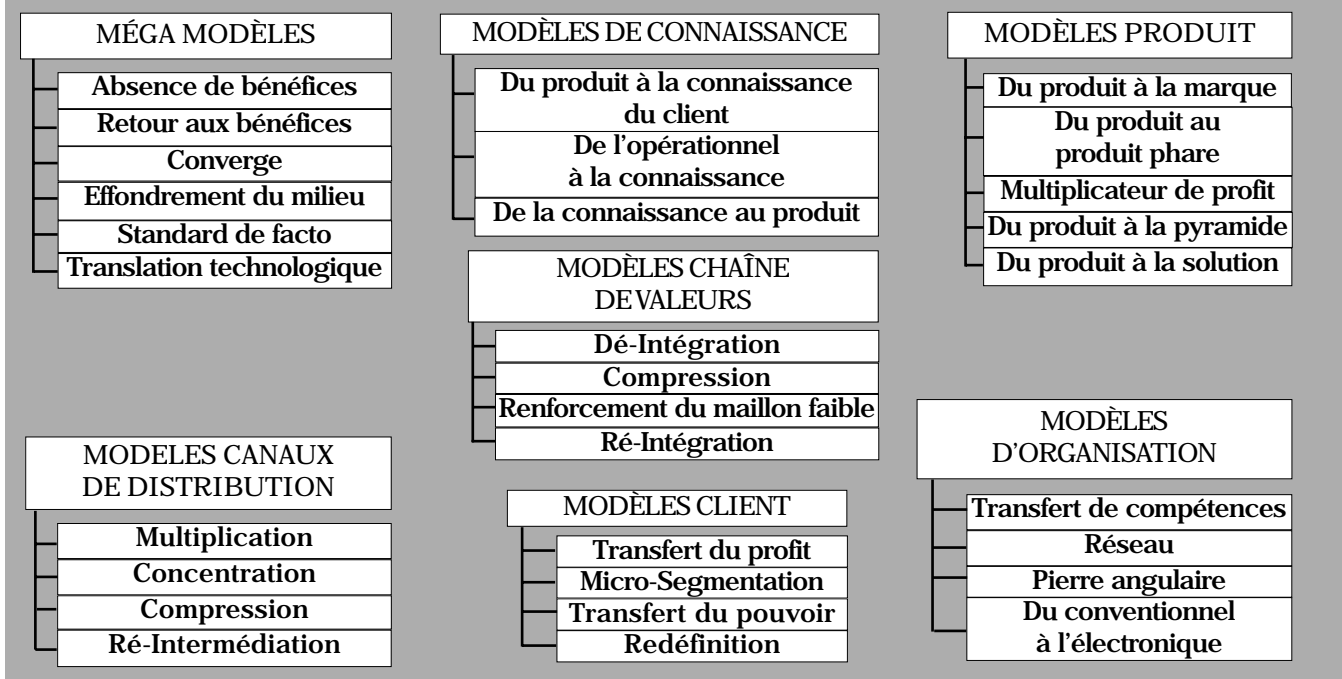 MÉGA MODÈLES
Absence de bénéfices
Retour aux bénéfices
Converge
Effondrement du milieu
Standard de facto
Translation technologique
MODÈLES DE CONNAISSANCE
Du produit à la connaissance
du client
De l'opérationnel
à la connaissance
De la connaissance au produit
MODÈLES PRODUIT
Du produit à la marque
Du produit au
produit phare
Multiplicateur de profit
Du produit à la pyramide
Du produit à la solution
MODÈLES CHAÎNE
DE VALEURS
Dé-Intégration
Compression
Renforcement du maillon faible
Ré-Intégration
MODELES CANAUX
DE DISTRIBUTION
Multiplication
Concentration
Compression
Ré-Intermédiation
MODÈLES CLIENT
Transfert du profit
Micro-Segmentation
Transfert du pouvoir
Redéfinition
MODÈLES
D'ORGANISATION
Transfert de compétences
Réseau
Pierre angulaire
Du conventionnel
à l'électronique